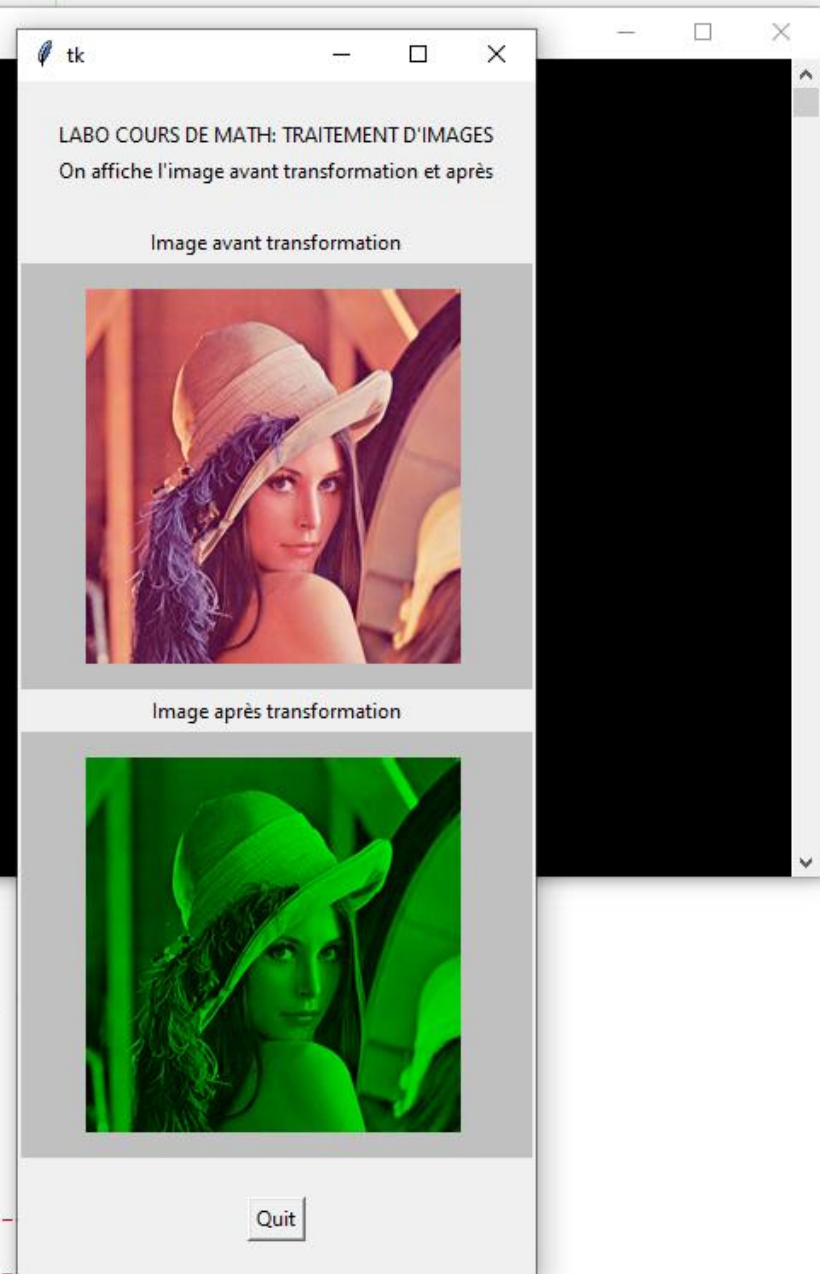 tk
LABO COURS DE MATH: TRAITEMENT D'IMAGES
On affiche l'image avant transformation et après
Image avant transformation
Image après transformation
Quit